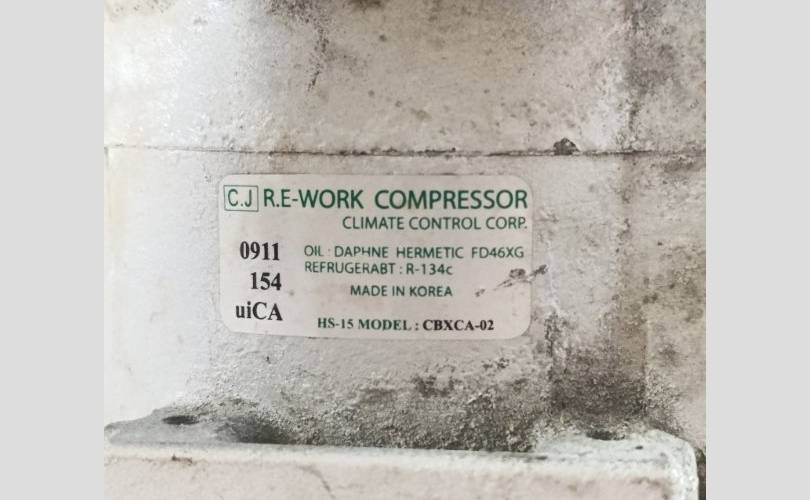 C.J R.E-WORK COMPRESSOR
CLIMATE CONTROL CORP.
0911
154
uiCA
OIL : DAPHNE HERMETIC FD46XG
REFRUGERABT : R-134c
MADE IN KOREA
HS-15 MODEL : CBXCA-02